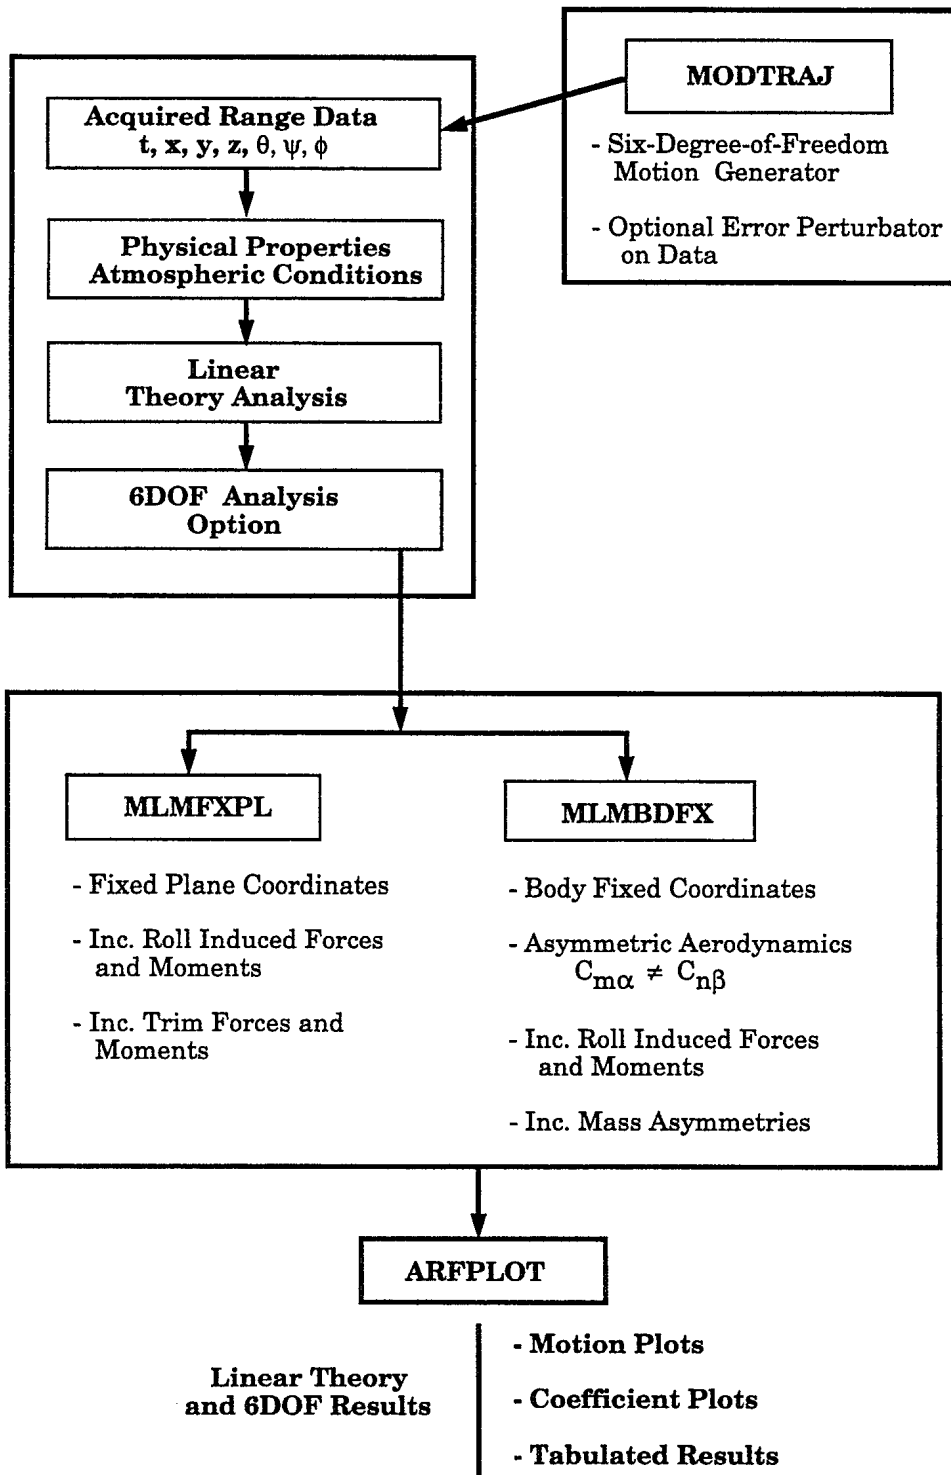 MODTRAJ
- Six-Degree-of-Freedom
Motion Generator
- Optional Error Perturbator
on Data
Acquired Range Data
t, x, y, z, θ, ψ, ϕ
Physical Properties
Atmospheric Conditions
Linear
Theory Analysis
6DOF Analysis
Option
MLMFXPL
- Fixed Plane Coordinates
- Inc. Roll Induced Forces
and Moments
- Inc. Trim Forces and
Moments
MLMBDFX
- Body Fixed Coordinates
- Asymmetric Aerodynamics
Cmα ≠ Cnβ
- Inc. Roll Induced Forces
and Moments
- Inc. Mass Asymmetries
ARFPLOT
Linear Theory
and 6DOF Results
- Motion Plots
- Coefficient Plots
- Tabulated Results